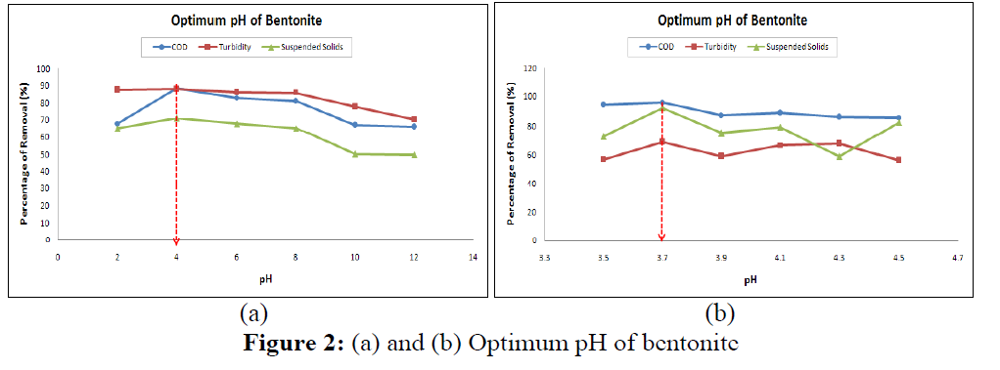 Optimum pH of Bentonite
COD Turbidity Suspended Solids
Percentage of Removal (%)
100
90
80
70
60
50
40
30
20
10
0
0 2 4 6 8 10 12 14
pH
(a)
Optimum pH of Bentonite
COD Turbidity Suspended Solids
Percentage of Removal (%)
120
100
80
60
40
20
0
3.3 3.5 3.7 3.9 4.1 4.3 4.5 4.7
pH
(b)
Figure 2: (a) and (b) Optimum pH of bentonite